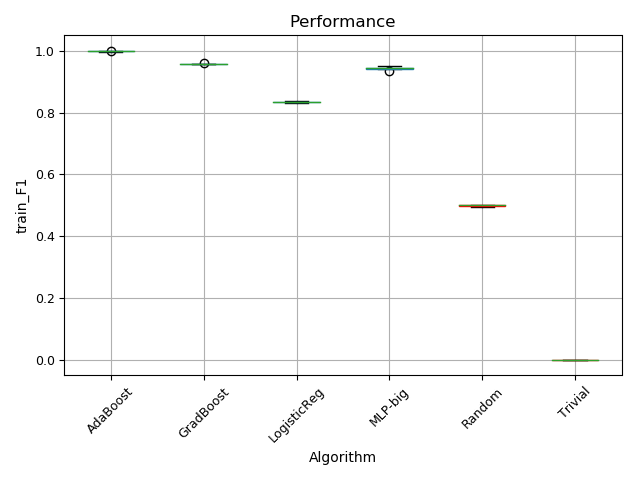 Performance
train_F1
1.0
0.8
0.6
0.4
0.2
0.0
AdaBoost
GradBoost
LogisticReg
MLP-big
Random
Trivial
Algorithm